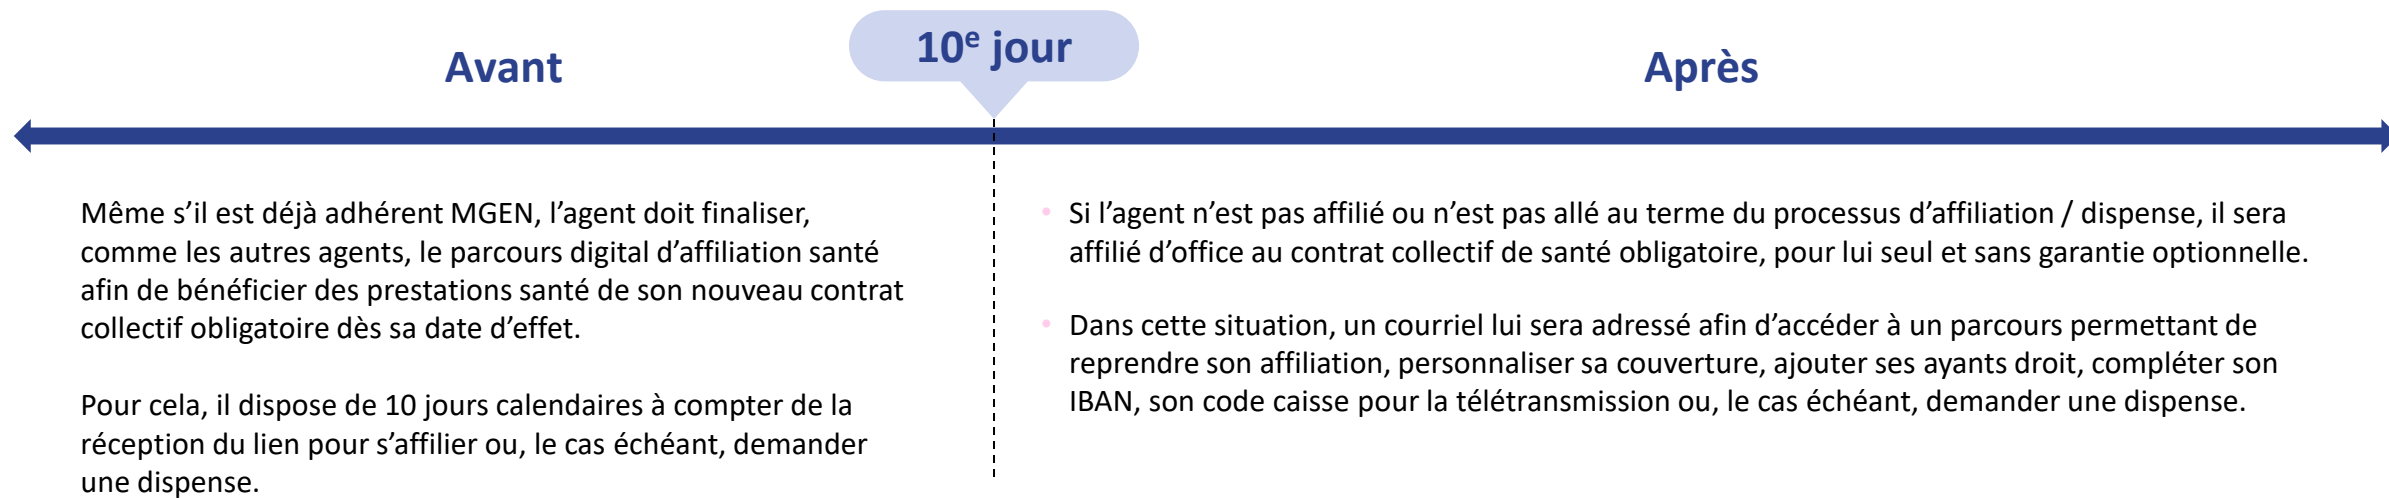 10e jour
Avant
Après
Même s’il est déjà adhérent MGEN, l’agent doit finaliser,
comme les autres agents, le parcours digital d’affiliation santé
afin de bénéficier des prestations santé de son nouveau contrat
collectif obligatoire dès sa date d’effet.
Pour cela, il dispose de 10 jours calendaires à compter de la
réception du lien pour s’affilier ou, le cas échéant, demander
une dispense.
• Si l’agent n’est pas affilié ou n’est pas allé au terme du processus d’affiliation / dispense, il sera
affilié d’office au contrat collectif de santé obligatoire, pour lui seul et sans garantie optionnelle.
• Dans cette situation, un courriel lui sera adressé afin d’accéder à un parcours permettant de
reprendre son affiliation, personnaliser sa couverture, ajouter ses ayants droit, compléter son
IBAN, son code caisse pour la télétransmission ou, le cas échéant, demander une dispense.